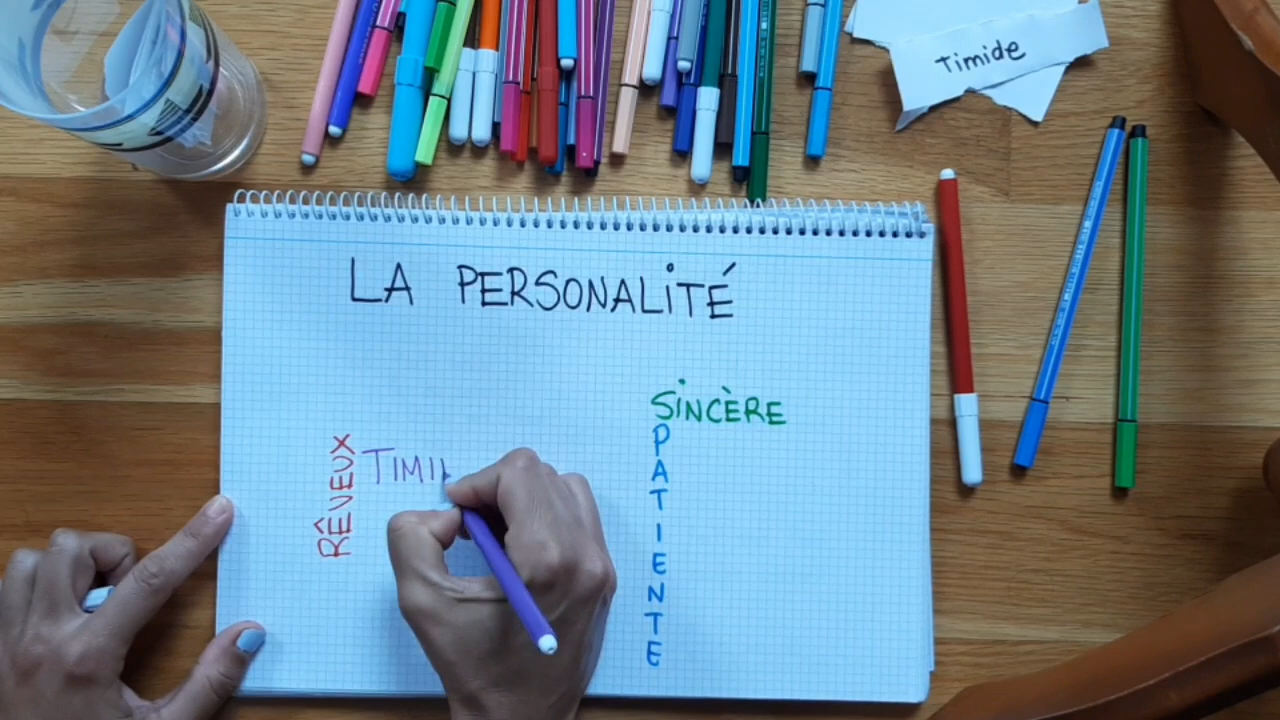 Timide
LA PERSONALITÉ
SINCÈRE
PATIENTE
RÊVEUX
TIMI